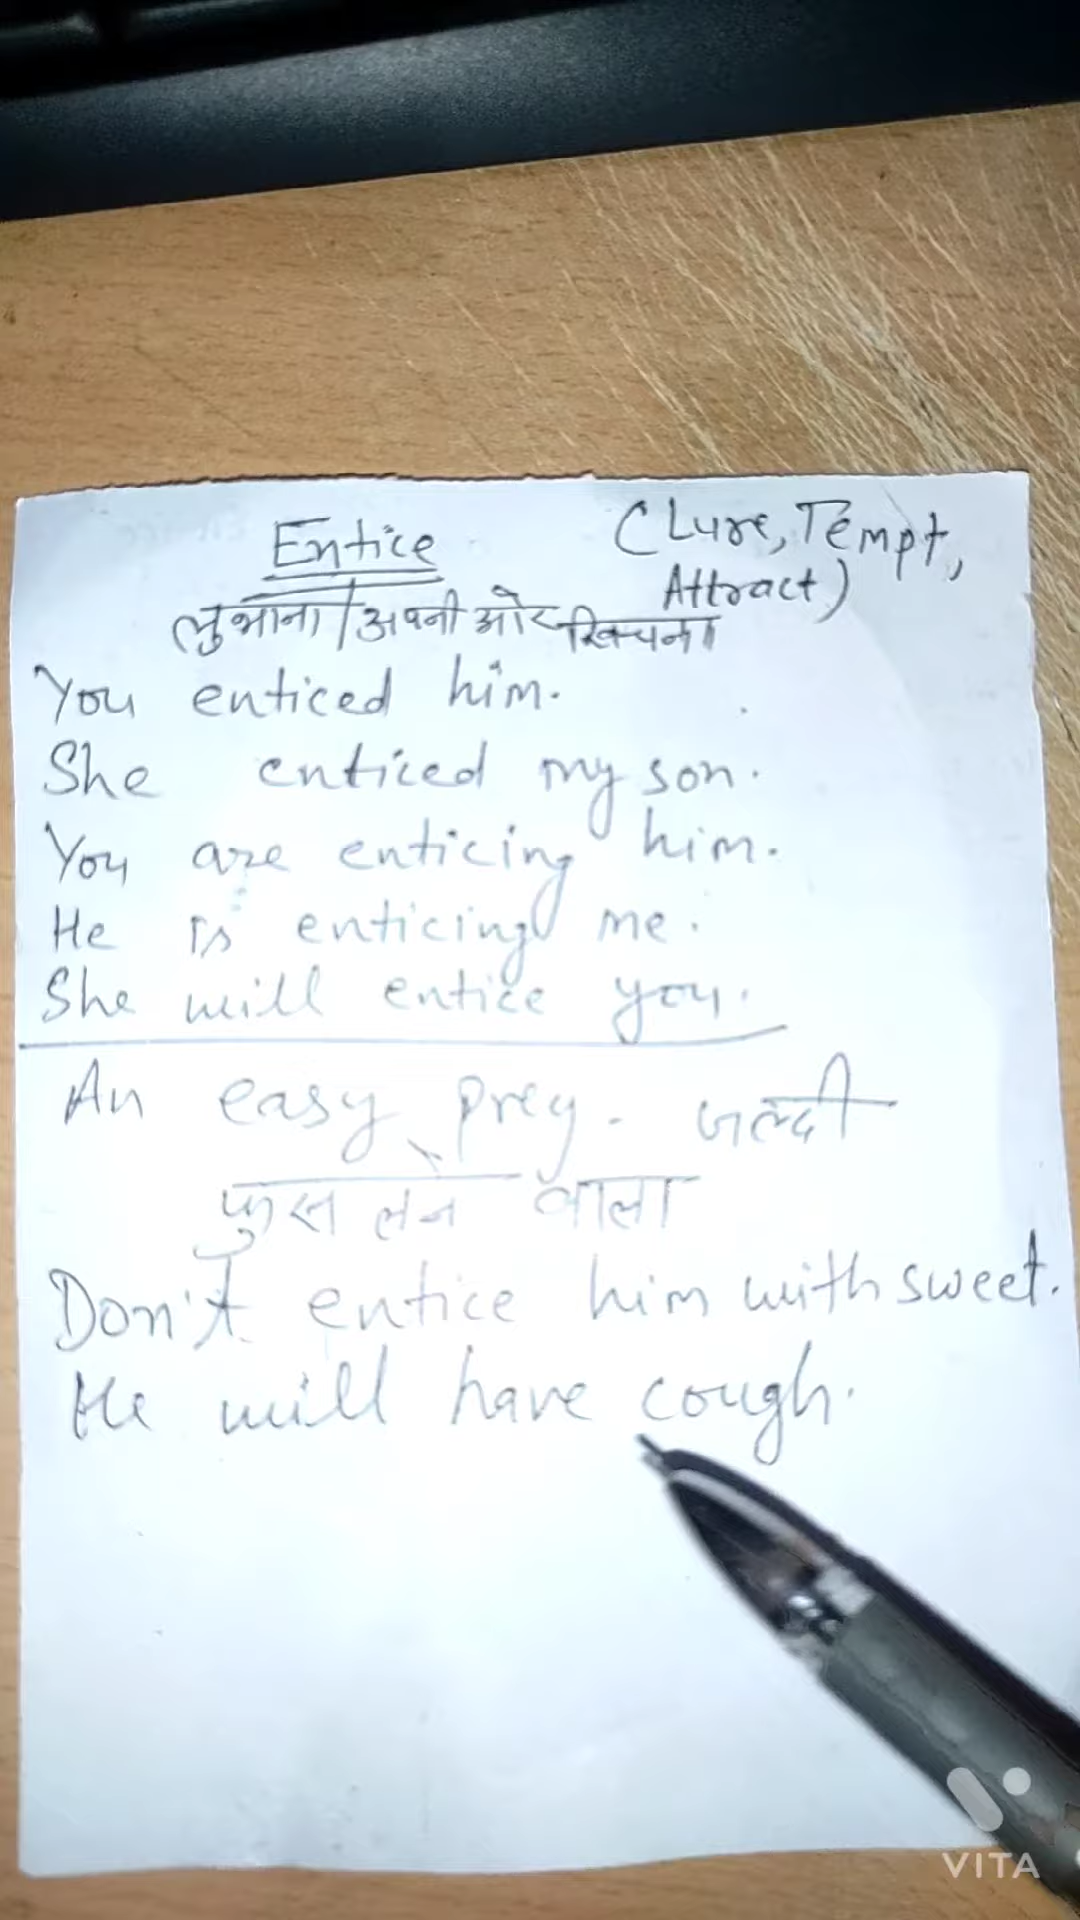 Entice (Lure, Tempt,
Attract)
लुभाना / अपनी ओर खिचना
You enticed him.
She enticed my son.
You are enticing him.
He is enticing me.
She will entice you.
An easy prey. जल्दी
फुसलने वाला
Don't entice him with sweet.
He will have cough.
VITA